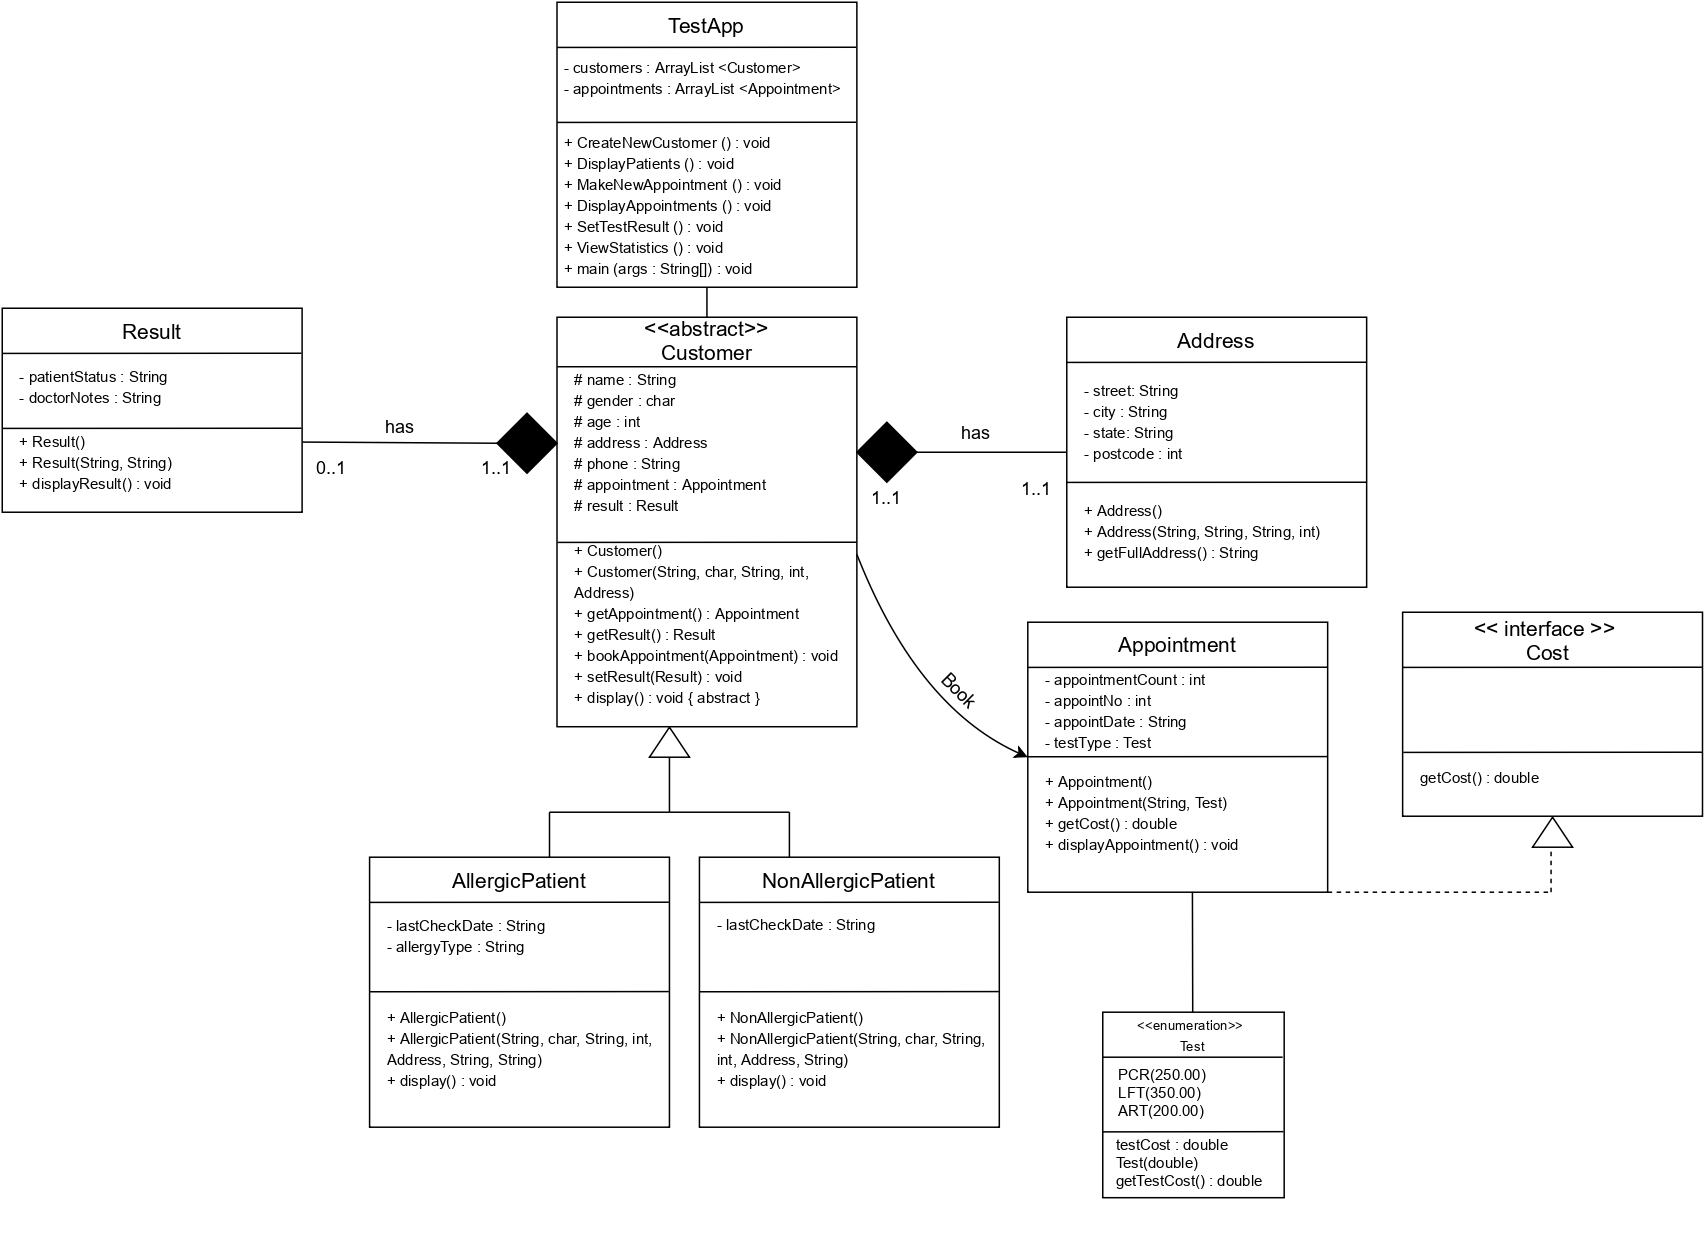 TestApp
- customers : ArrayList <Customer>
- appointments : ArrayList <Appointment>
+ CreateNewCustomer () : void
+ DisplayPatients () : void
+ MakeNewAppointment () : void
+ DisplayAppointments () : void
+ SetTestResult () : void
+ ViewStatistics () : void
+ main (args : String[]) : void
Result
- patientStatus : String
- doctorNotes : String
+ Result()
+ Result(String, String)
+ displayResult() : void
has
0..1
1..1
<<abstract>>
Customer
# name : String
# gender : char
# age : int
# address : Address
# phone : String
# appointment : Appointment
# result : Result
+ Customer()
+ Customer(String, char, String, int,
Address)
+ getAppointment() : Appointment
+ getResult() : Result
+ bookAppointment(Appointment) : void
+ setResult(Result) : void
+ display() : void { abstract }
has
1..1
1..1
Address
- street: String
- city : String
- state: String
- postcode : int
+ Address()
+ Address(String, String, String, int)
+ getFullAddress() : String
Book
Appointment
- appointmentCount : int
- appointNo : int
- appointDate : String
- testType : Test
+ Appointment()
+ Appointment(String, Test)
+ getCost() : double
+ displayAppointment() : void
<< interface >>
Cost
getCost() : double
AllergicPatient
- lastCheckDate : String
- allergyType : String
+ AllergicPatient()
+ AllergicPatient(String, char, String, int,
Address, String, String)
+ display() : void
NonAllergicPatient
- lastCheckDate : String
+ NonAllergicPatient()
+ NonAllergicPatient(String, char, String,
int, Address, String)
+ display() : void
<<enumeration>>
Test
PCR(250.00)
LFT(350.00)
ART(200.00)
testCost : double
Test(double)
getTestCost() : double